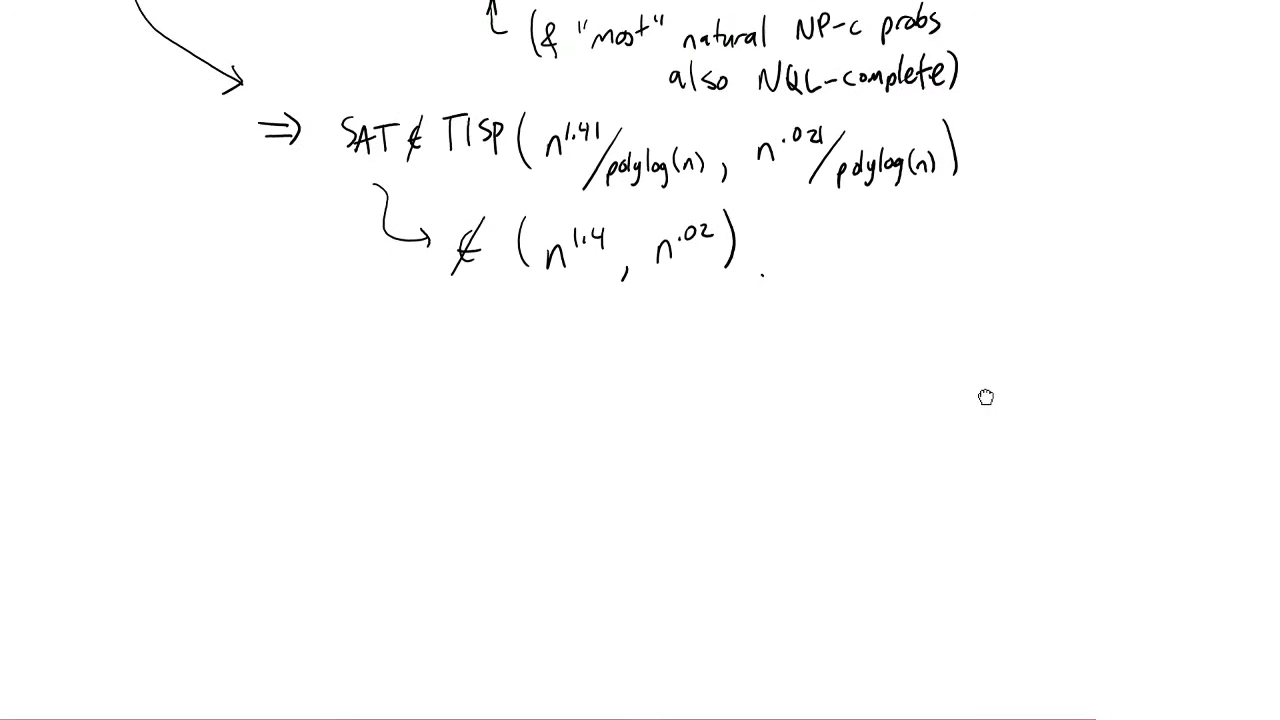 (& "most" natural NP-c probs
also NQL-complete)
⇒ SAT ∉ TISP(n^1.41/polylog(n), n^.021/polylog(n))
∉ (n^1.4, n^.02).